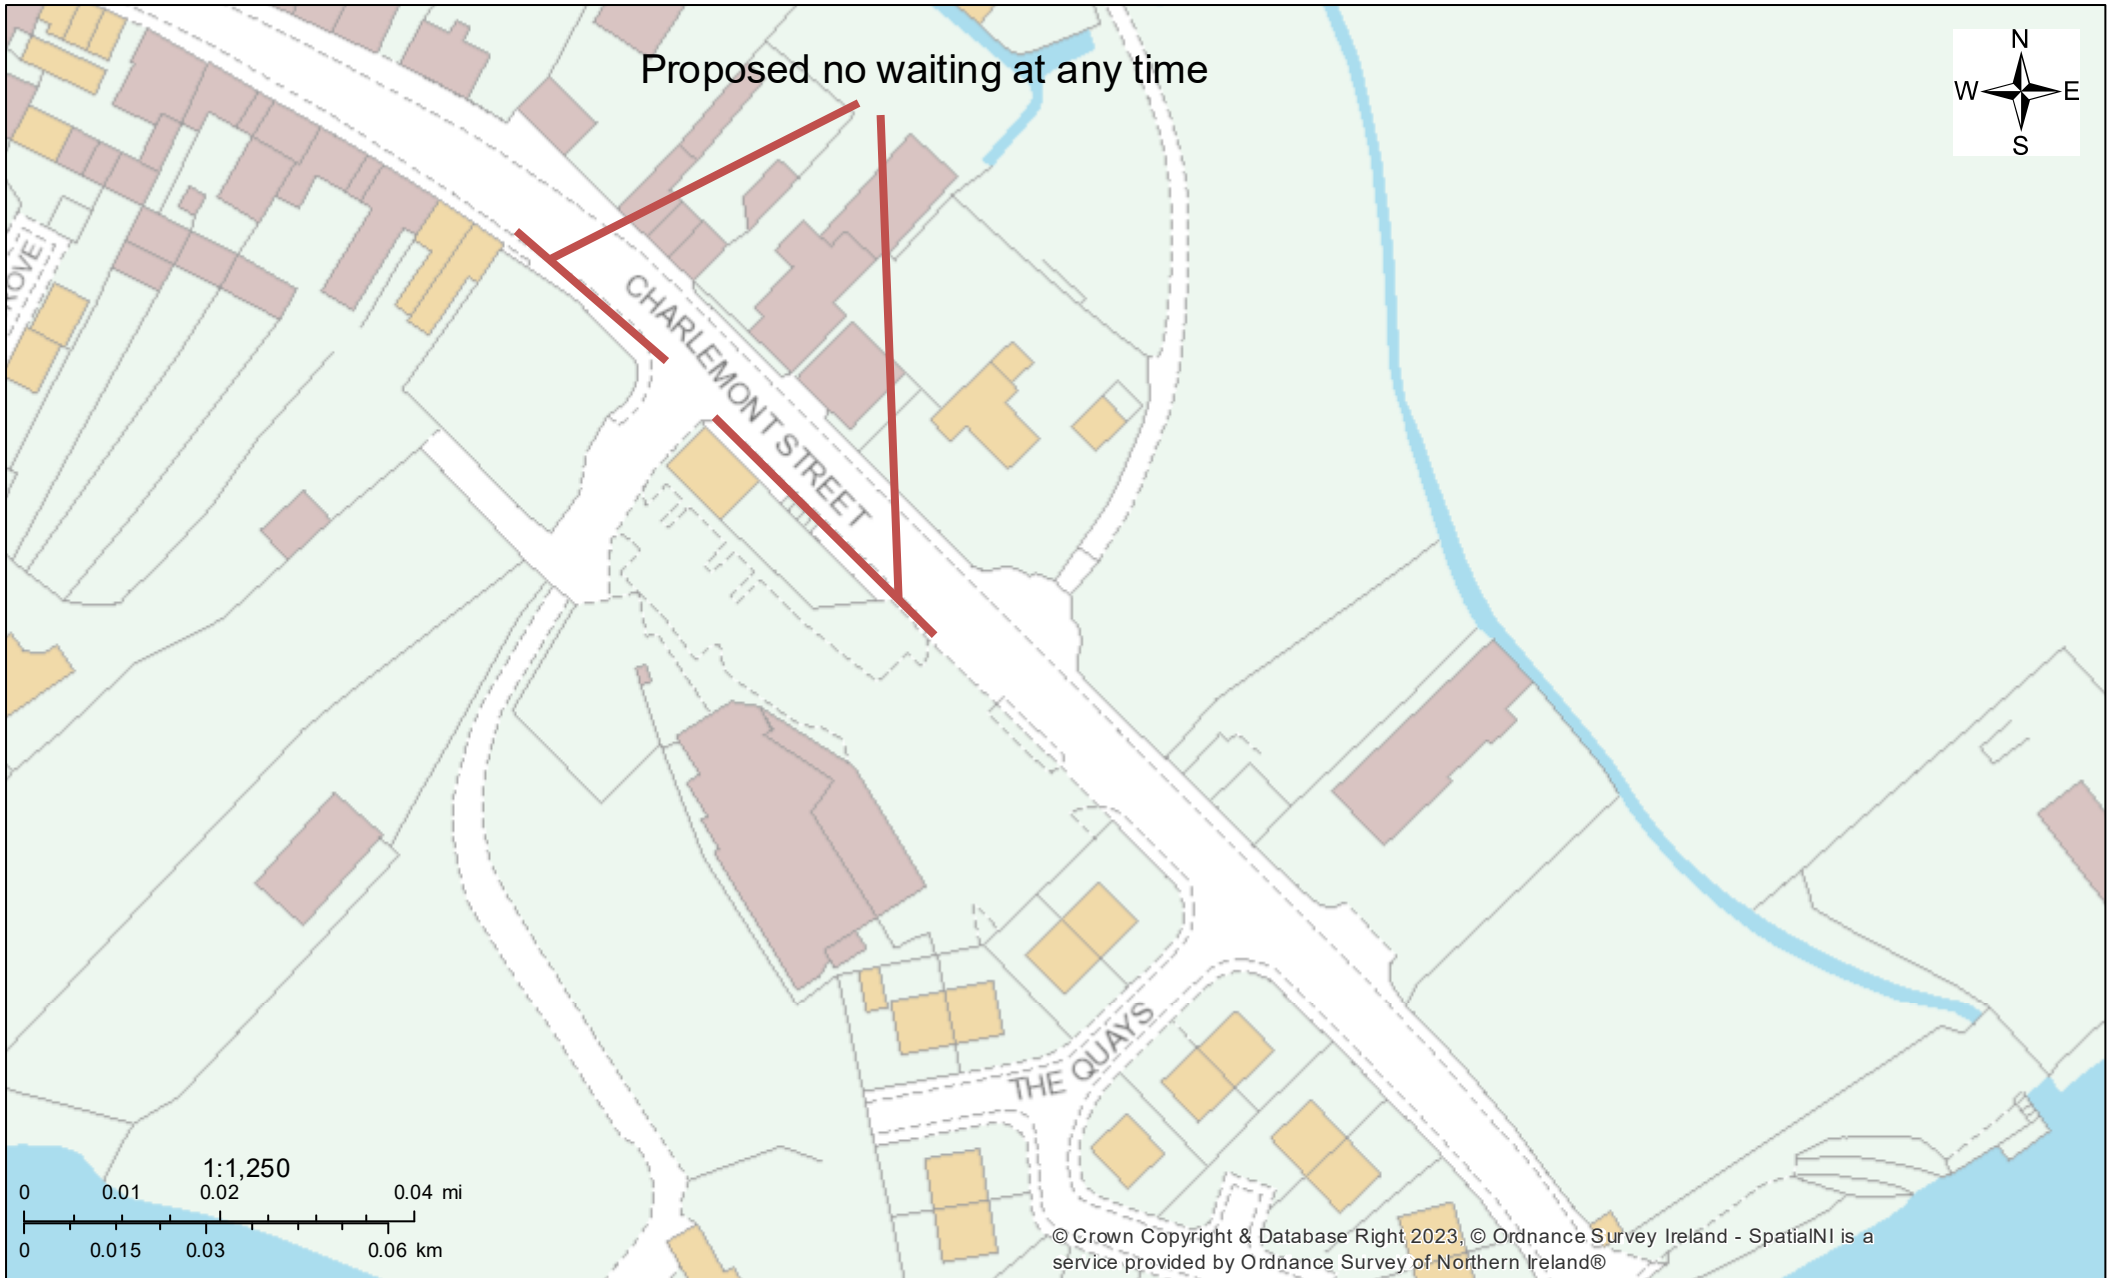 Proposed no waiting at any time
N
W E
S
CHARLEMONT STREET
THE QUAYS
1:1,250
0 0.01 0.02 0.04 mi
0 0.015 0.03 0.06 km
© Crown Copyright & Database Right 2023, © Ordnance Survey Ireland - SpatialNI is a
service provided by Ordnance Survey of Northern Ireland®